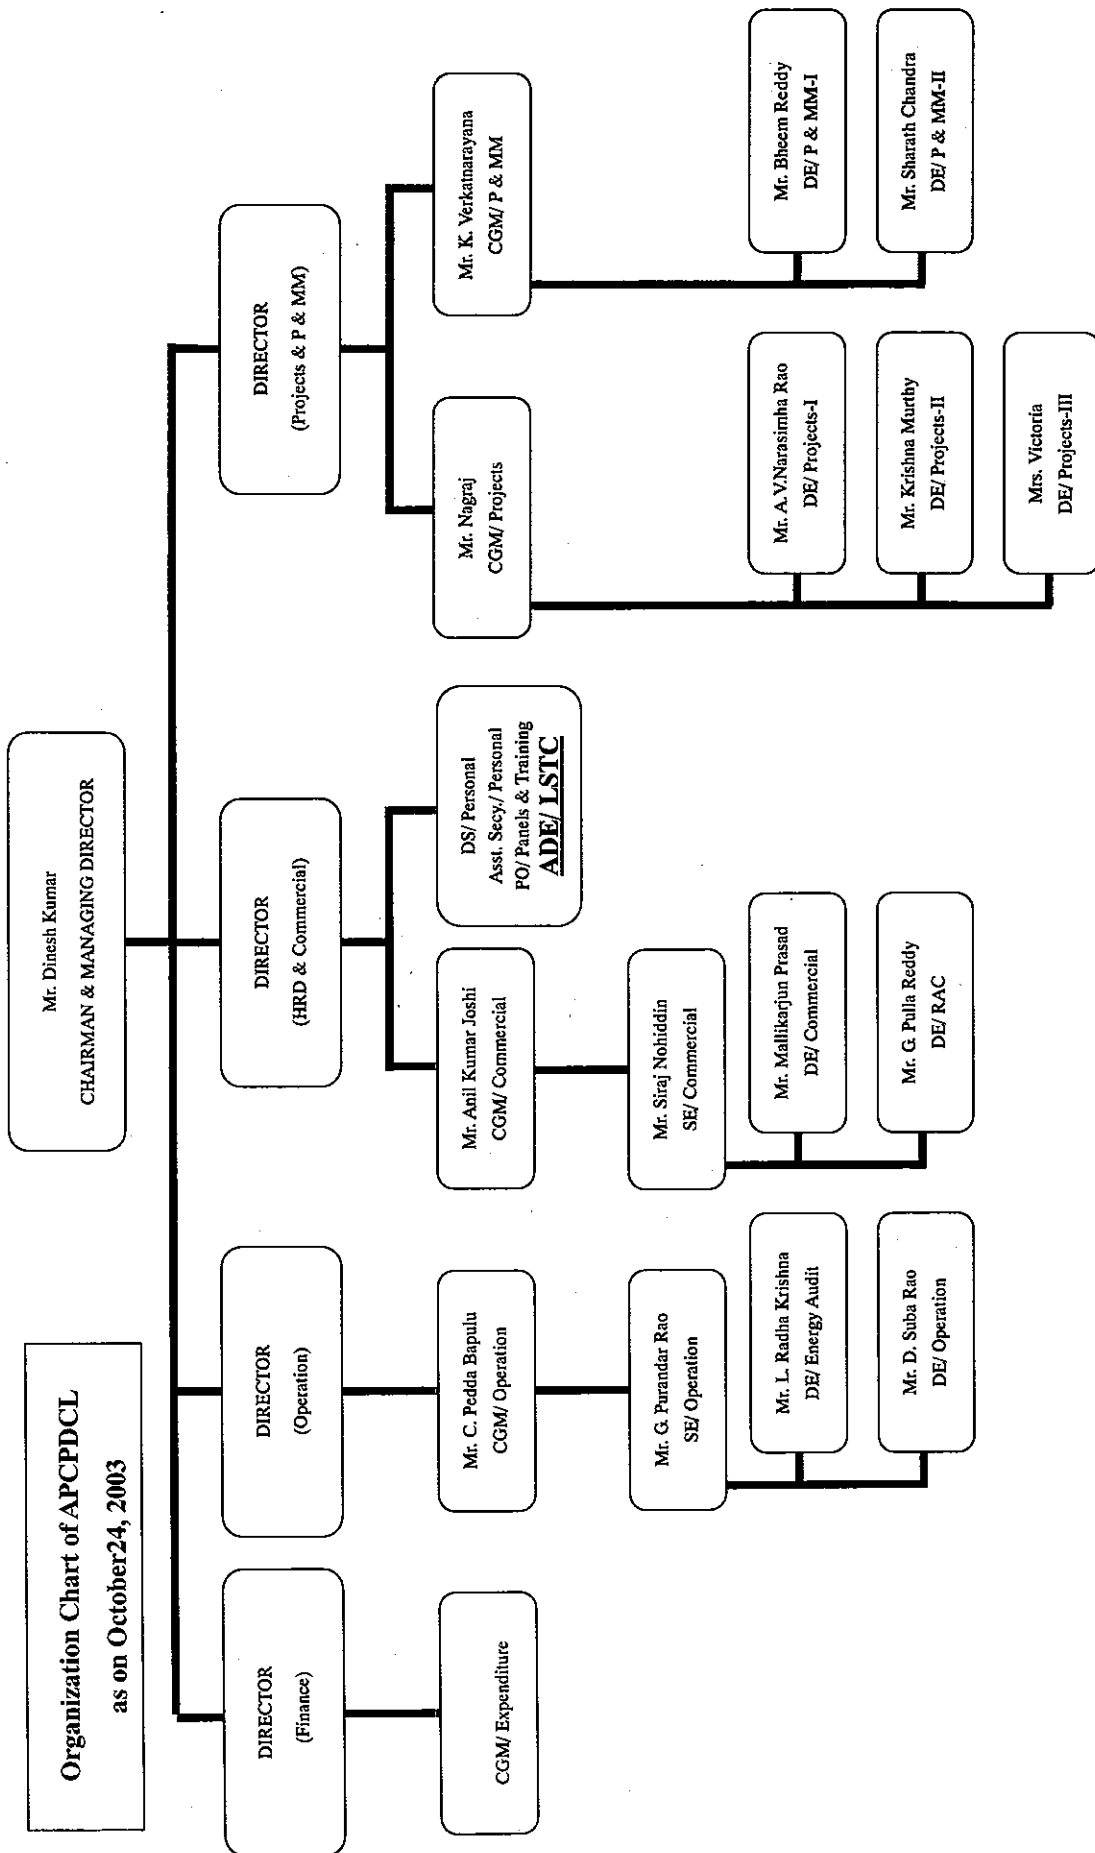 Organization Chart of APCPDCL
as on October24, 2003
Mr. Dinesh Kumar
CHAIRMAN & MANAGING DIRECTOR
DIRECTOR
(Finance)
DIRECTOR
(Operation)
DIRECTOR
(HRD & Commercial)
DIRECTOR
(Projects & P & MM)
CGM/ Expenditure
Mr. C. Pedda Bapulu
CGM/ Operation
Mr. Anil Kumar Joshi
CGM/ Commercial
DS/ Personal
Asst. Secy./ Personal
PO/ Panels & Training
ADE/ LSTC
Mr. Nagraj
CGM/ Projects
Mr. K. Verkatnarayana
CGM/ P & MM
Mr. G. Purandar Rao
SE/ Operation
Mr. Siraj Nohiddin
SE/ Commercial
Mr. L. Radha Krishna
DE/ Energy Audit
Mr. Mallikarjun Prasad
DE/ Commercial
Mr. A.V.Narasimha Rao
DE/ Projects-I
Mr. Bheem Reddy
DE/ P & MM-I
Mr. D. Suba Rao
DE/ Operation
Mr. G. Pulla Reddy
DE/ RAC
Mr. Krishna Murthy
DE/ Projects-II
Mr. Sharath Chandra
DE/ P & MM-II
Mrs. Victoria
DE/ Projects-III